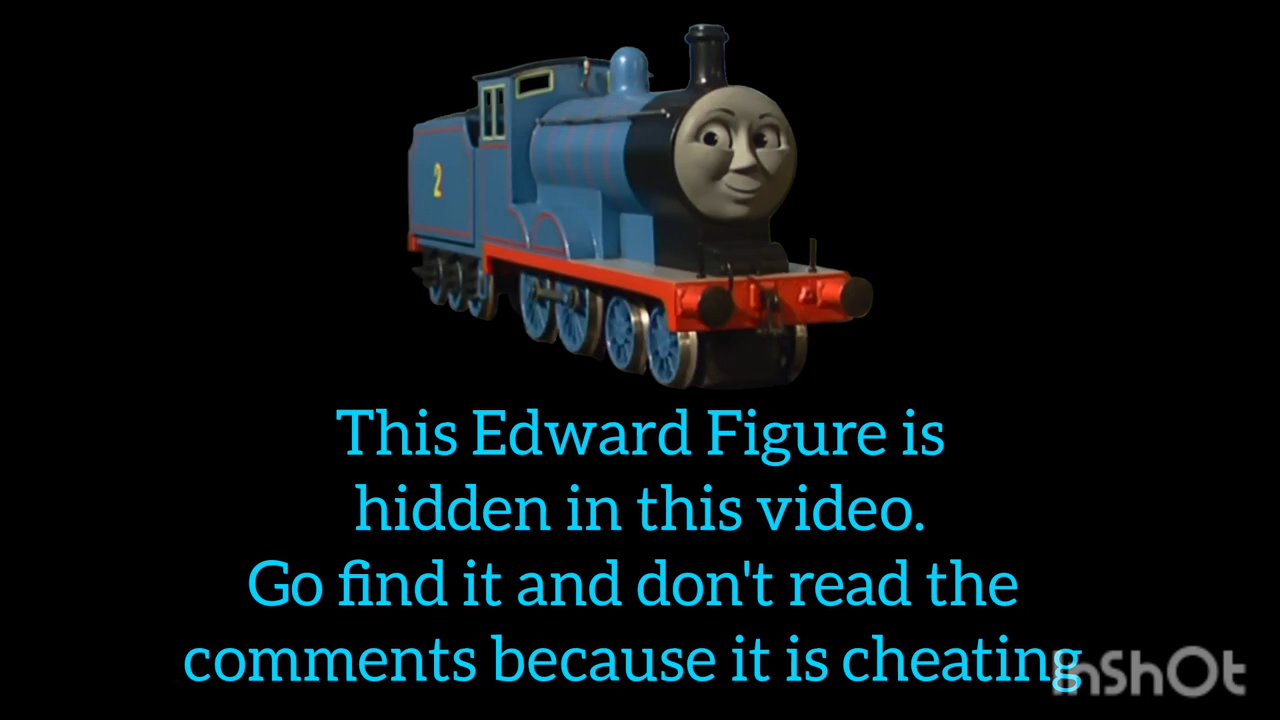 2
This Edward Figure is
hidden in this video.
Go find it and don't read the
comments because it is cheating
InShOt